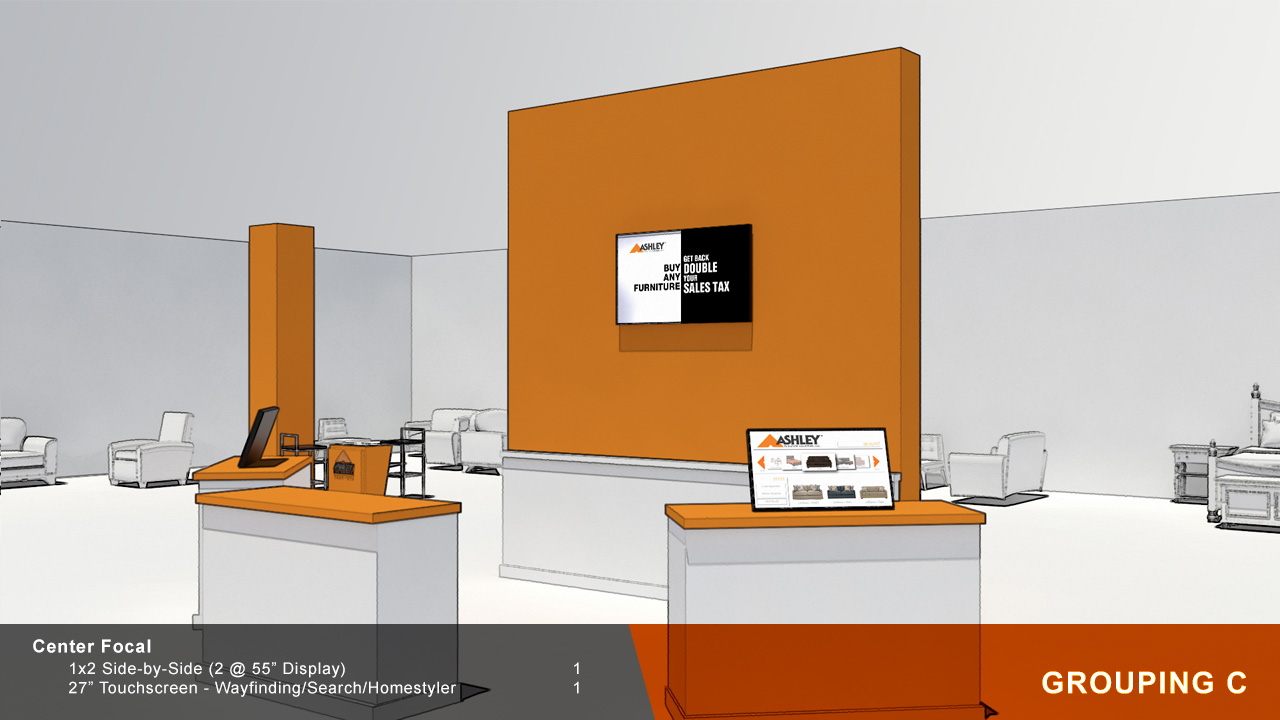 ASHLEY
BUY
ANY
FURNITURE
GET BACK
DOUBLE
YOUR
SALES TAX
ASHLEY
Center Focal
1x2 Side-by-Side (2 @ 55” Display) 1
27” Touchscreen - Wayfinding/Search/Homestyler 1
GROUPING C